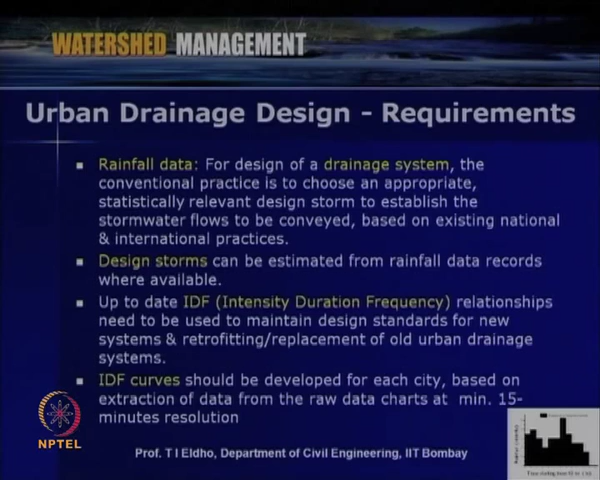 WATERSHED MANAGEMENT
Urban Drainage Design - Requirements
Rainfall data: For design of a drainage system, the
conventional practice is to choose an appropriate,
statistically relevant design storm to establish the
stormwater flows to be conveyed, based on existing national
& international practices.
Design storms can be estimated from rainfall data records
where available.
Up to date IDF (Intensity Duration Frequency) relationships
need to be used to maintain design standards for new
systems & retrofitting/replacement of old urban drainage
systems.
IDF curves should be developed for each city, based on
extraction of data from the raw data charts at min. 15-
minutes resolution
NPTEL
Prof. T I Eldho, Department of Civil Engineering, IIT Bombay